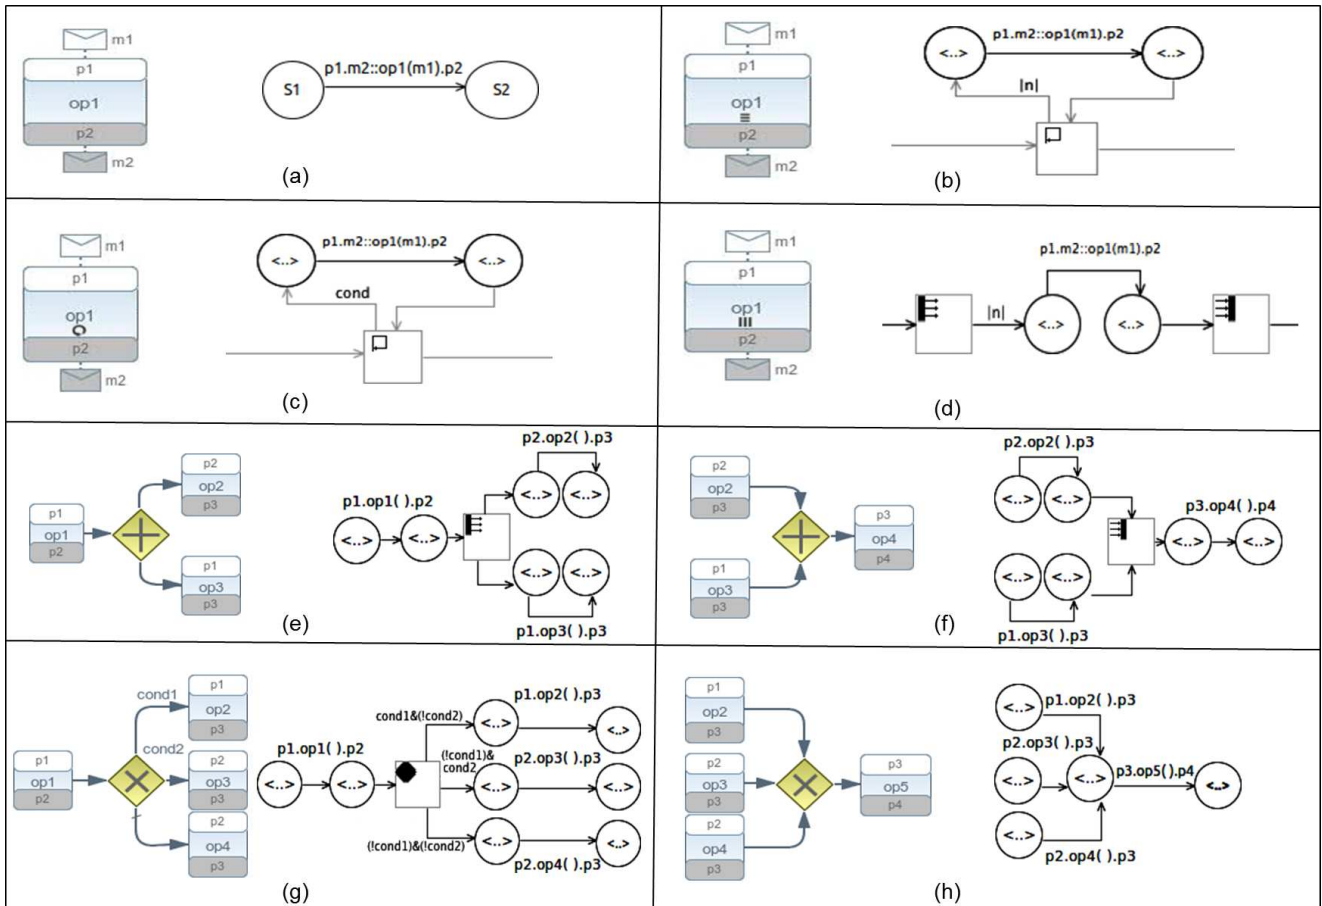 m1
p1
op1
p2
m2
S1
p1.m2::op1(m1).p2
S2
(a)
m1
p1
op1
p2
m2
<..>
p1.m2::op1(m1).p2
<..>
|n|
(b)
m1
p1
op1
p2
m2
<..>
p1.m2::op1(m1).p2
<..>
cond
(c)
m1
p1
op1
p2
m2
p1.m2::op1(m1).p2
|n|
<..>
<..>
(d)
p1
op1
p2
p2
op2
p3
p1
op3
p3
p1.op1( ).p2
<..>
<..>
p2.op2( ).p3
<..>
<..>
<..>
<..>
p1.op3( ).p3
(e)
p2
op2
p3
p1
op3
p3
p3
op4
p4
p2.op2( ).p3
<..>
<..>
<..>
<..>
p1.op3( ).p3
p3.op4( ).p4
<..>
<..>
(f)
p1
op1
p2
cond1
cond2
p1
op2
p3
p2
op3
p3
p2
op4
p3
p1.op1( ).p2
<..>
<..>
cond1&(!cond2)
(!cond1)&
cond2
(!cond1)&(!cond2)
p1.op2( ).p3
<..>
<..>
p2.op3( ).p3
<..>
<..>
<..>
<..>
p2.op4( ).p3
(g)
p1
op2
p3
p2
op3
p3
p2
op4
p3
p3
op5
p4
<..>
p1.op2( ).p3
p2.op3( ).p3
<..>
<..>
p3.op5().p4
<..>
<..>
p2.op4( ).p3
(h)